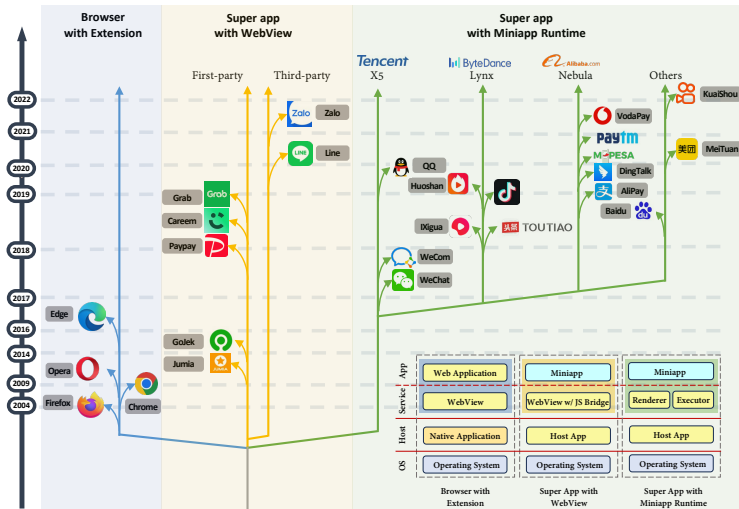 Browser
with Extension
Super app
with WebView
Super app
with Miniapp Runtime
First-party
Third-party
Tencent
X5
ByteDance
Lynx
Alibaba.com
Nebula
Others
2022
2021
2020
2019
2018
2017
2016
2014
2009
2004
Edge
Opera
Firefox
Chrome
Zalo
Zalo
LINE
Line
Grab
Grab
Careem
Paypay
Gojek
Jumia
QQ
Huoshan
IXigua
头条
TOUTIAO
WeCom
WeChat
VodaPay
paytm
M-PESA
DingTalk
支
AliPay
Baidu
du
KuaiShou
美团
MeiTuan
App
Service
Host
OS
Web Application
Miniapp
Miniapp
WebView
WebView w/ JS Bridge
Renderer
Executor
Native Application
Host App
Host App
Operating System
Operating System
Operating System
Browser with
Extension
Super App with
WebView
Super App with
Miniapp Runtime